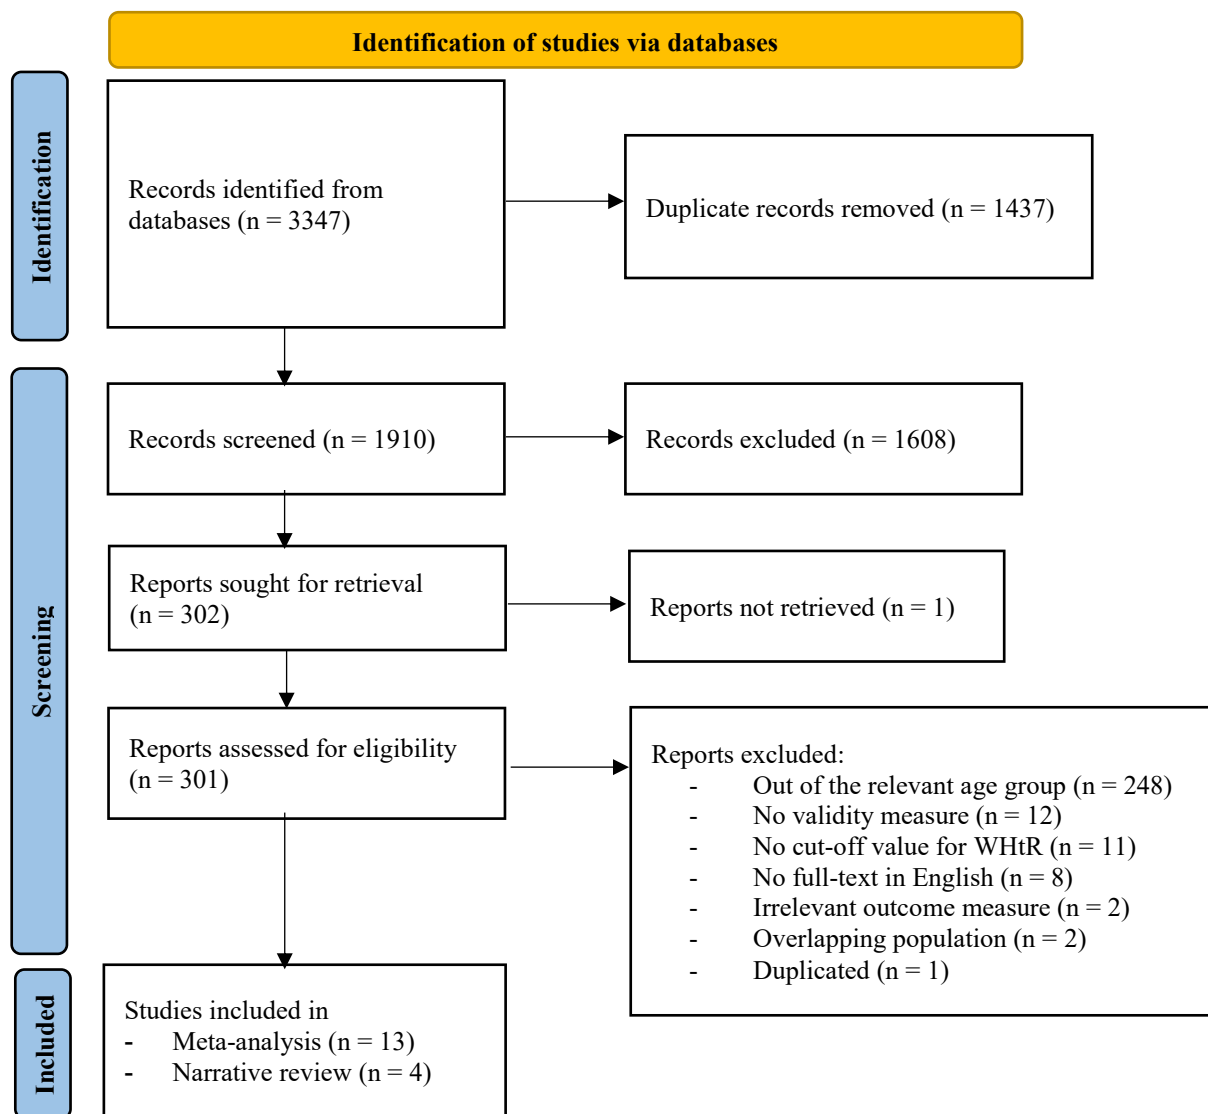 Identification of studies via databases
Identification
Records identified from
databases (n = 3347)
Duplicate records removed (n = 1437)
Screening
Records screened (n = 1910)
Records excluded (n = 1608)
Reports sought for retrieval
(n = 302)
Reports not retrieved (n = 1)
Reports assessed for eligibility
(n = 301)
Reports excluded:
- Out of the relevant age group (n = 248)
- No validity measure (n = 12)
- No cut-off value for WHtR (n = 11)
- No full-text in English (n = 8)
- Irrelevant outcome measure (n = 2)
- Overlapping population (n = 2)
- Duplicated (n = 1)
Included
Studies included in
- Meta-analysis (n = 13)
- Narrative review (n = 4)